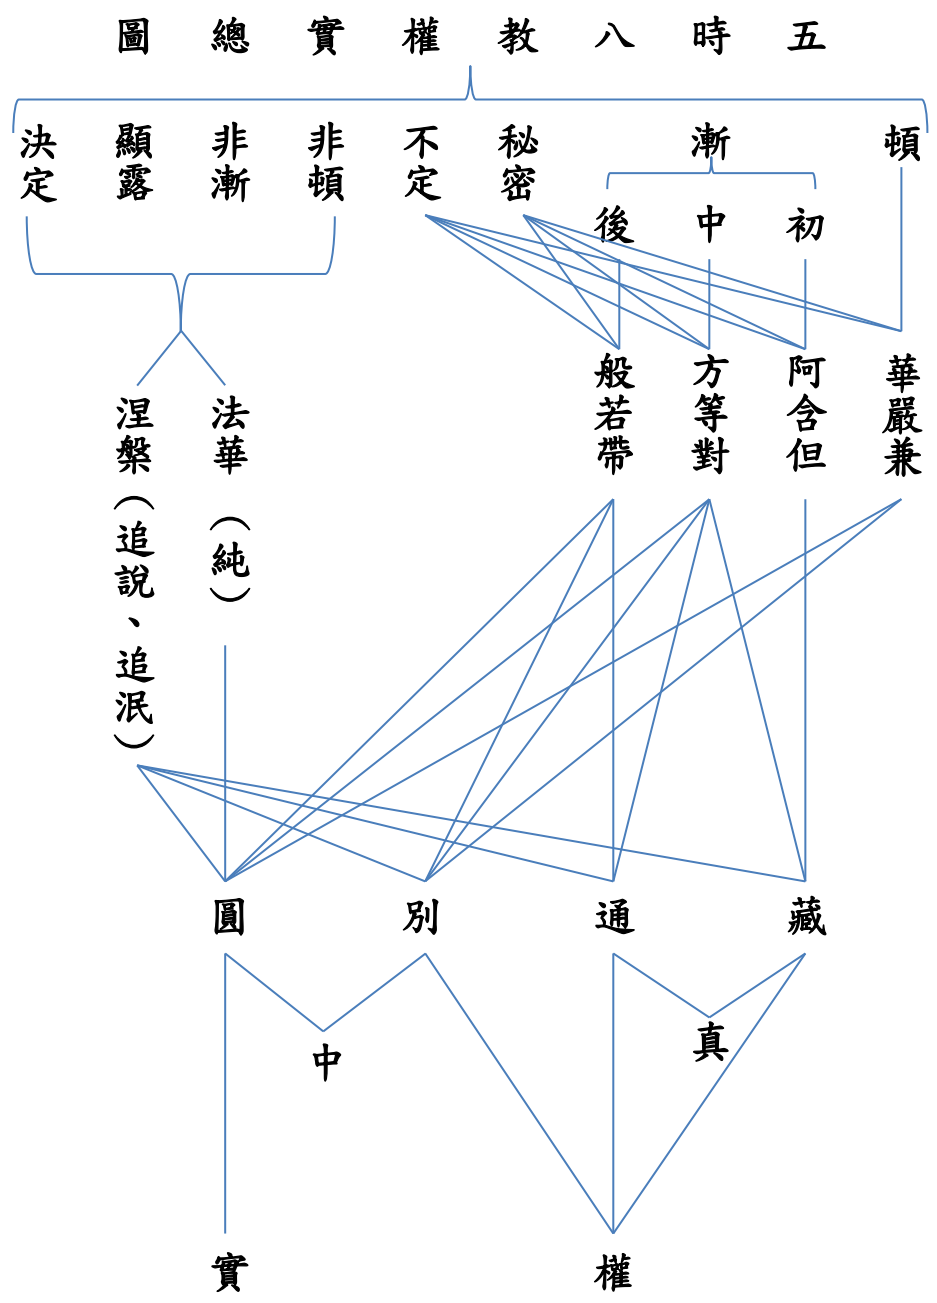 五時八教權實總圖
頓
漸
秘密
不定
非頓
非漸
顯露
決定
初
中
後
華嚴兼
阿含但
方等對
般若帶
法華（純）
涅槃（追說、追泯）
藏
通
別
圓
真
中
權
實